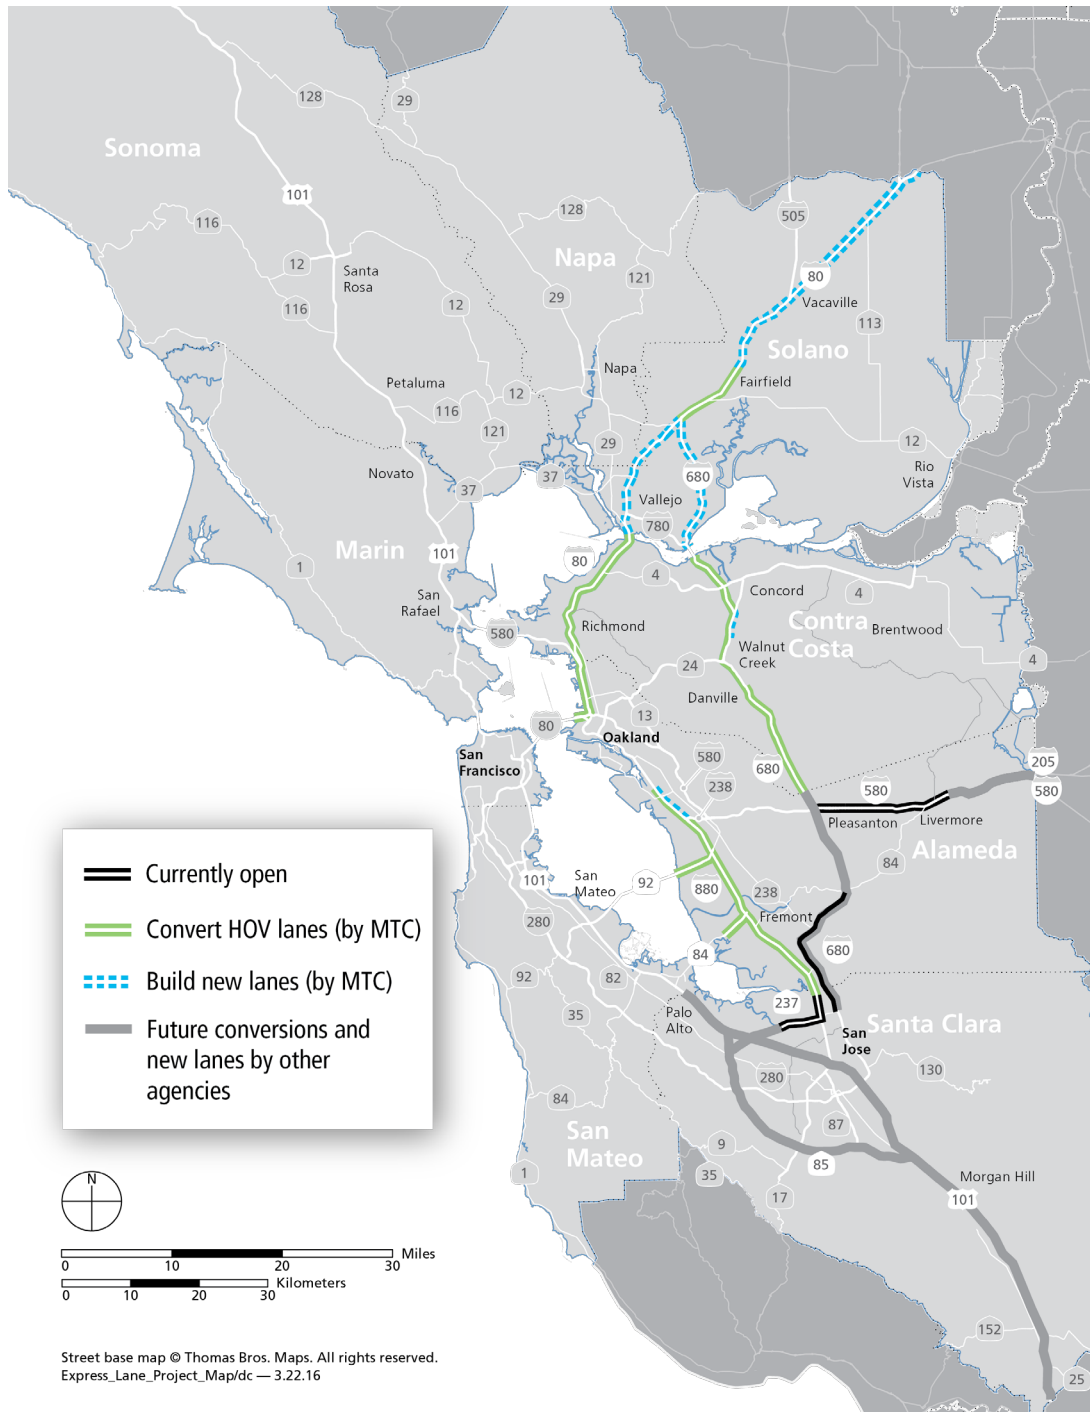 128
29
Sonoma
101
116
128
505
12
Napa
Santa
Rosa
121
80
116
12
29
Vacaville
113
Solano
Napa
Petaluma
Fairfield
12
116
121
29
12
Novato
37
37
680
Rio
Vista
Vallejo
780
Marin
101
80
1
4
Concord
4
San
Rafael
Contra
Costa
580
Richmond
Brentwood
Walnut
Creek
24
4
Danville
13
80
Oakland
San
Francisco
580
680
205
238
580
580
Pleasanton
Livermore
Alameda
84
Currently open
101
San
Mateo
92
880
238
280
Fremont
Convert HOV lanes (by MTC)
84
680
92
82
Build new lanes (by MTC)
237
Palo
Alto
35
Santa Clara
San
Jose
Future conversions and
new lanes by other
agencies
280
130
84
87
San
Mateo
9
85
1
35
Morgan Hill
17
101
N
Miles
0
10
20
30
Kilometers
0
10
20
30
152
25
Street base map © Thomas Bros. Maps. All rights reserved.
Express_Lane_Project_Map/dc — 3.22.16